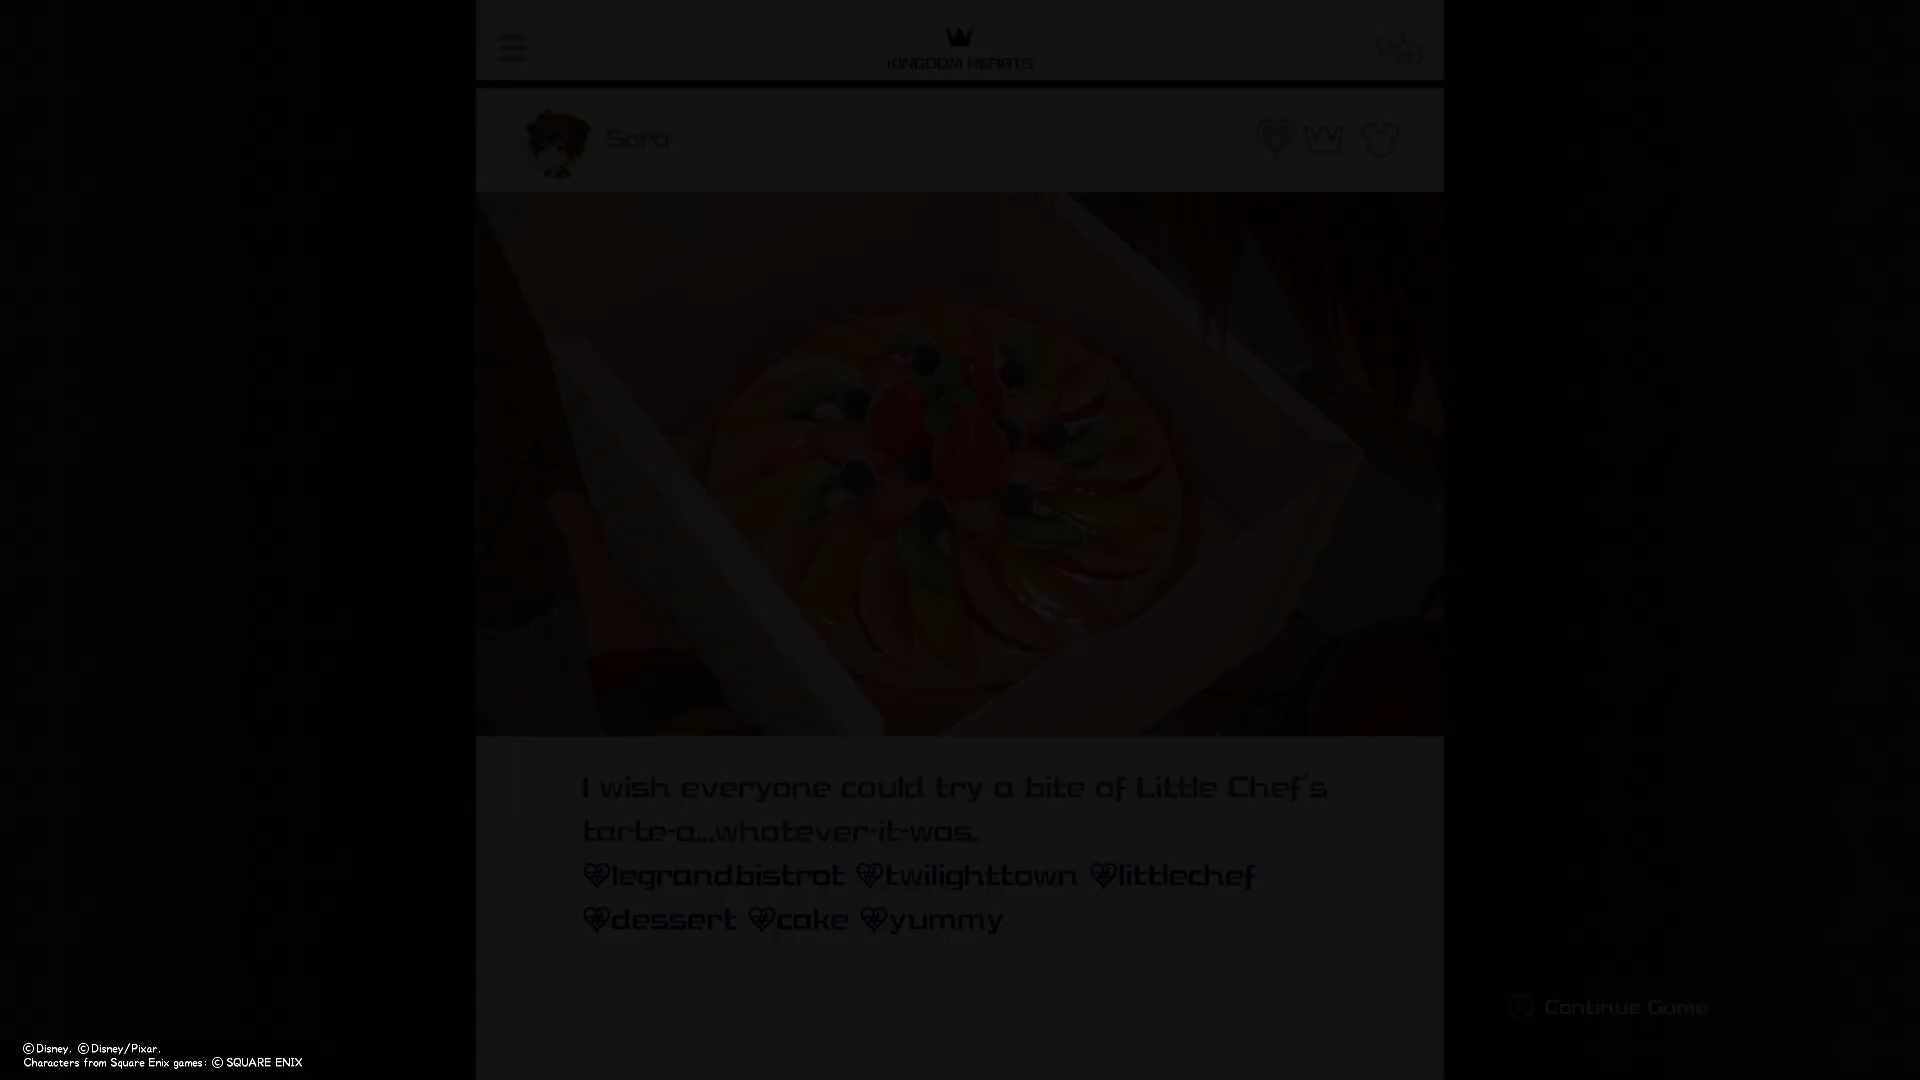 KINGDOM HEARTS
Sora
I wish everyone could try a bite of Little Chef's
tarte-a...whatever-it-was.
legrandbistrot twilighttown littlechef
dessert cake yummy
Continue Game
©Disney. ©Disney/Pixar.
Characters from Square Enix games: © SQUARE ENIX